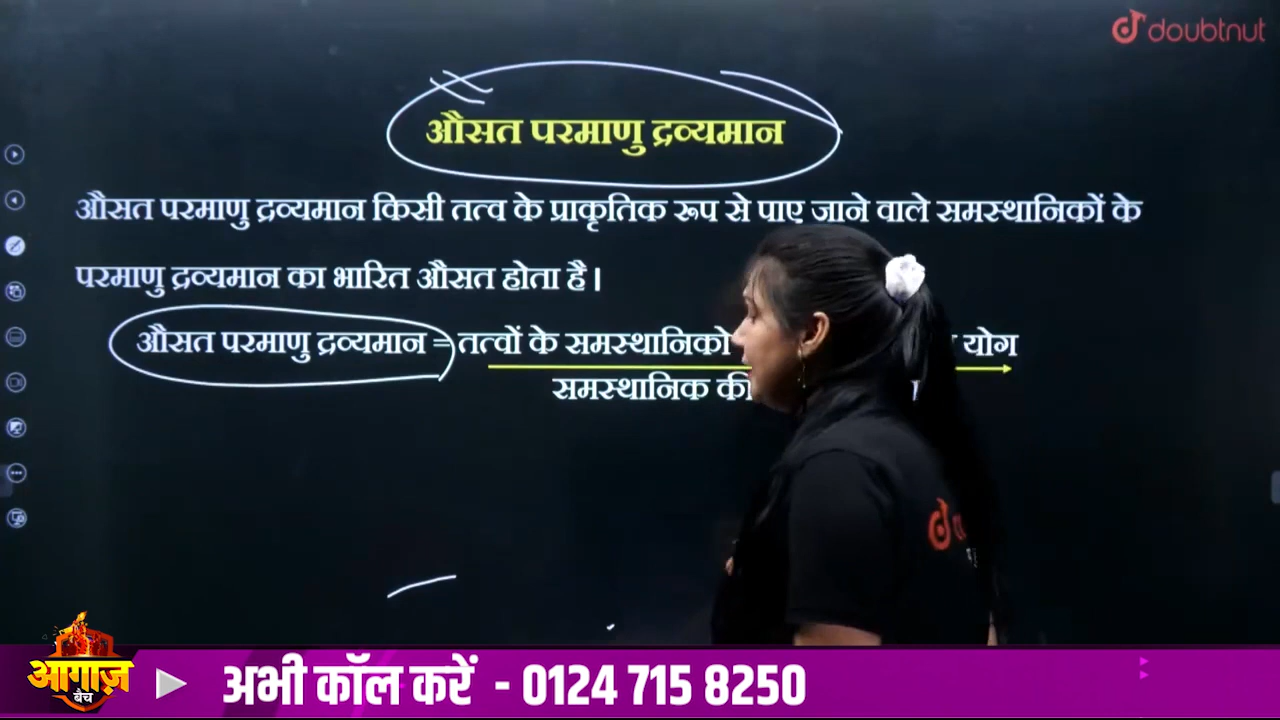 doubtnut
औसत परमाणु द्रव्यमान
औसत परमाणु द्रव्यमान किसी तत्व के प्राकृतिक रूप से पाए जाने वाले समस्थानिकों के
परमाणु द्रव्यमान का भारित औसत होता है।
औसत परमाणु द्रव्यमान = तत्वों के समस्थानिको योग
समस्थानिक की
आगाज़
बैच
अभी कॉल करें - 0124 715 8250